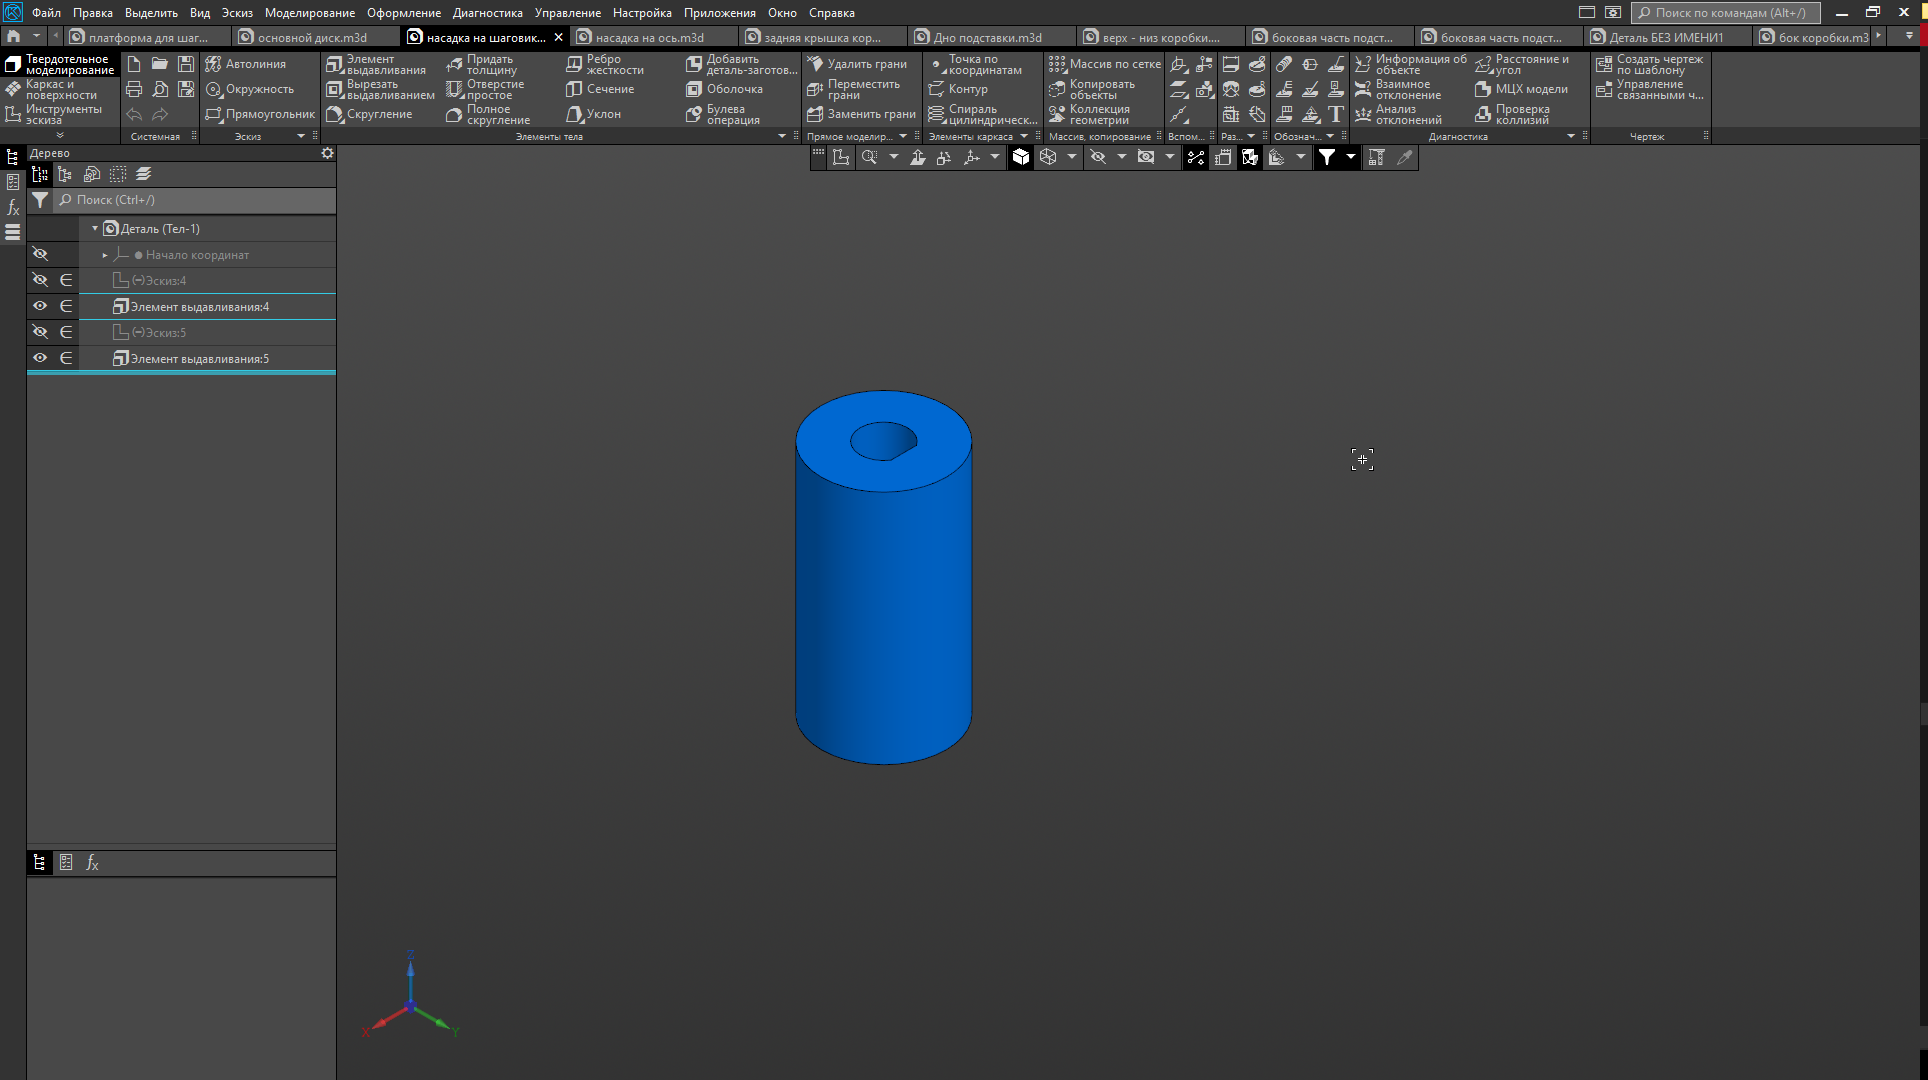 Файл Правка Выделить Вид Эскиз Моделирование Оформление Диагностика Управление Настройка Приложения Окно Справка
Поиск по командам (Alt+/)
платформа для шаг... основной диск.m3d насадка на шаговик... насадка на ось.m3d задняя крышка кор... Дно подставки.m3d верх - низ коробки.... боковая часть подст... боковая часть подст... Деталь БЕЗ ИМЕНИ1 бок коробки.m3
Твердотельное моделирование
Каркас и поверхности
Инструменты эскиза
Системная
Автолиния
Окружность
Прямоугольник
Эскиз
Элемент выдавливания
Вырезать выдавливанием
Скругление
Придать толщину
Отверстие простое
Полное скругление
Ребро жесткости
Сечение
Уклон
Добавить деталь-заготов...
Оболочка
Булева операция
Элементы тела
Удалить грани
Переместить грани
Заменить грани
Прямое моделир...
Точка по координатам
Контур
Спираль цилиндрическ...
Элементы каркаса
Массив по сетке
Копировать объекты
Коллекция геометрии
Массив, копирование
Вспом...
Раз...
Обознач...
Информация об объекте
Взаимное отклонение
Анализ отклонений
Расстояние и угол
МЦХ модели
Проверка коллизий
Диагностика
Создать чертеж по шаблону
Управление связанными ч...
Чертеж
Дерево
Поиск (Ctrl+/)
Деталь (Тел-1)
Начало координат
(−)Эскиз:4
Элемент выдавливания:4
(−)Эскиз:5
Элемент выдавливания:5
Z
X
Y